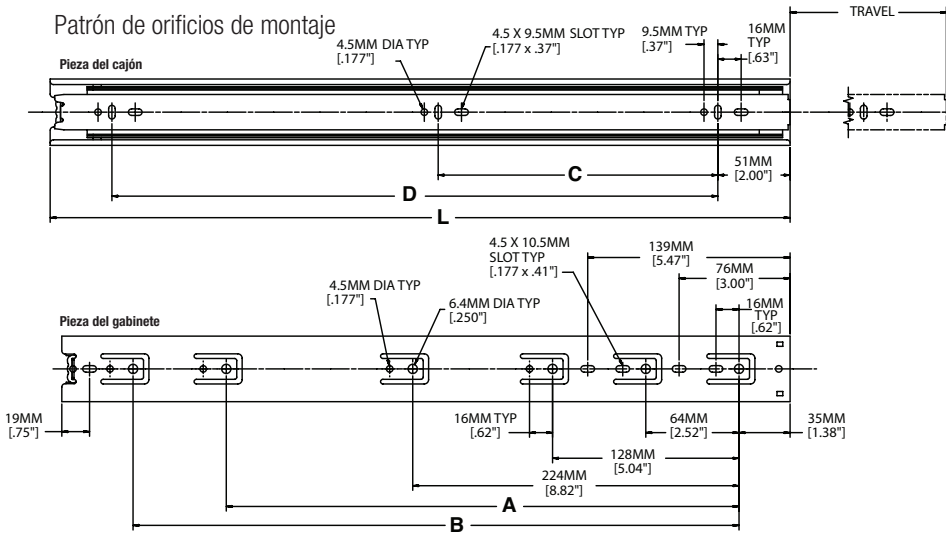 Patrón de orificios de montaje
TRAVEL
4.5MM DIA TYP
[.177"]
4.5 X 9.5MM SLOT TYP
[.177 x .37"]
9.5MM TYP
[.37"]
16MM
TYP
[.63"]
Pieza del cajón
C
51MM
[2.00"]
D
L
4.5 X 10.5MM
SLOT TYP
[.177 x .41"]
139MM
[5.47"]
76MM
[3.00"]
4.5MM DIA TYP
[.177"]
6.4MM DIA TYP
[.250"]
16MM
TYP
[.62"]
Pieza del gabinete
19MM
[.75"]
16MM TYP
[.62"]
64MM
[2.52"]
35MM
[1.38"]
128MM
[5.04"]
224MM
[8.82"]
A
B